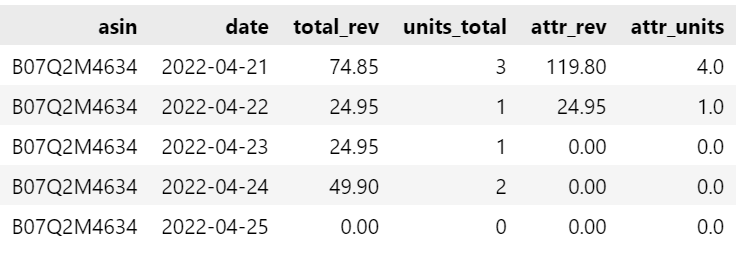 asin date total_rev units_total attr_rev attr_units
B07Q2M4634 2022-04-21 74.85 3 119.80 4.0
B07Q2M4634 2022-04-22 24.95 1 24.95 1.0
B07Q2M4634 2022-04-23 24.95 1 0.00 0.0
B07Q2M4634 2022-04-24 49.90 2 0.00 0.0
B07Q2M4634 2022-04-25 0.00 0 0.00 0.0